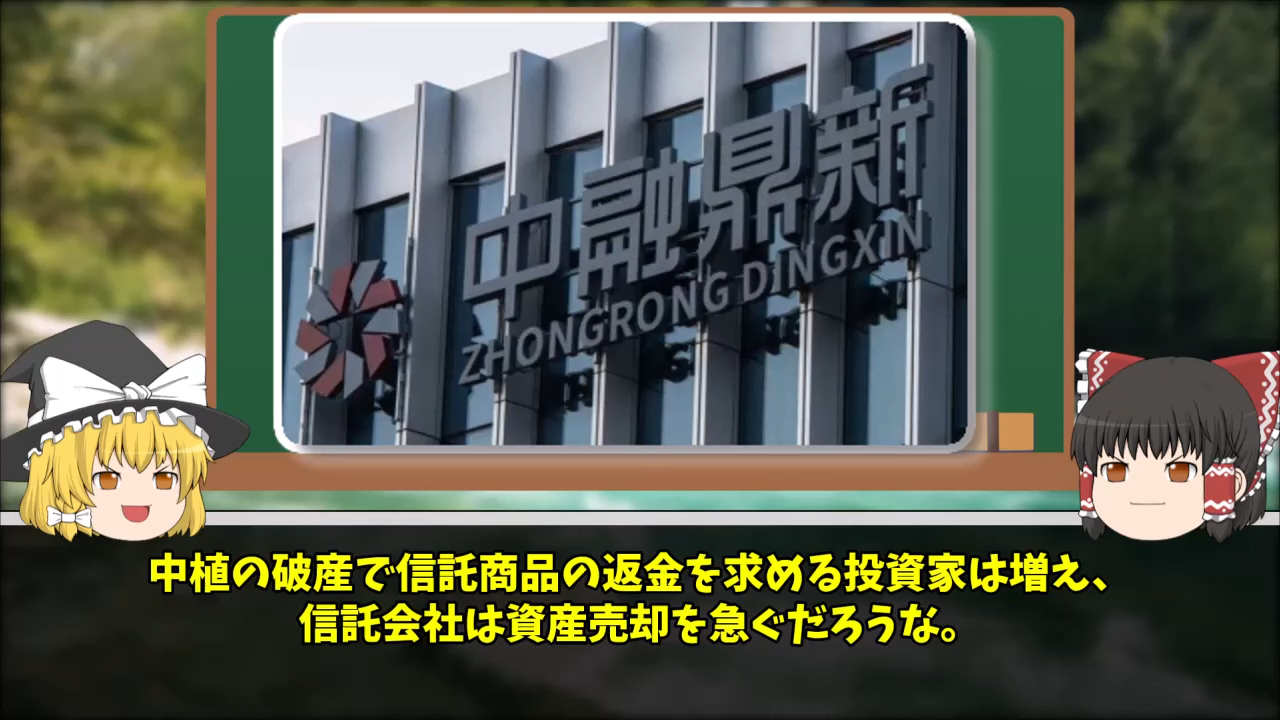 中融鼎新
ZHONGRONG DINGXIN
中植の破産で信託商品の返金を求める投資家は増え、
信託会社は資産売却を急ぐだろうな。